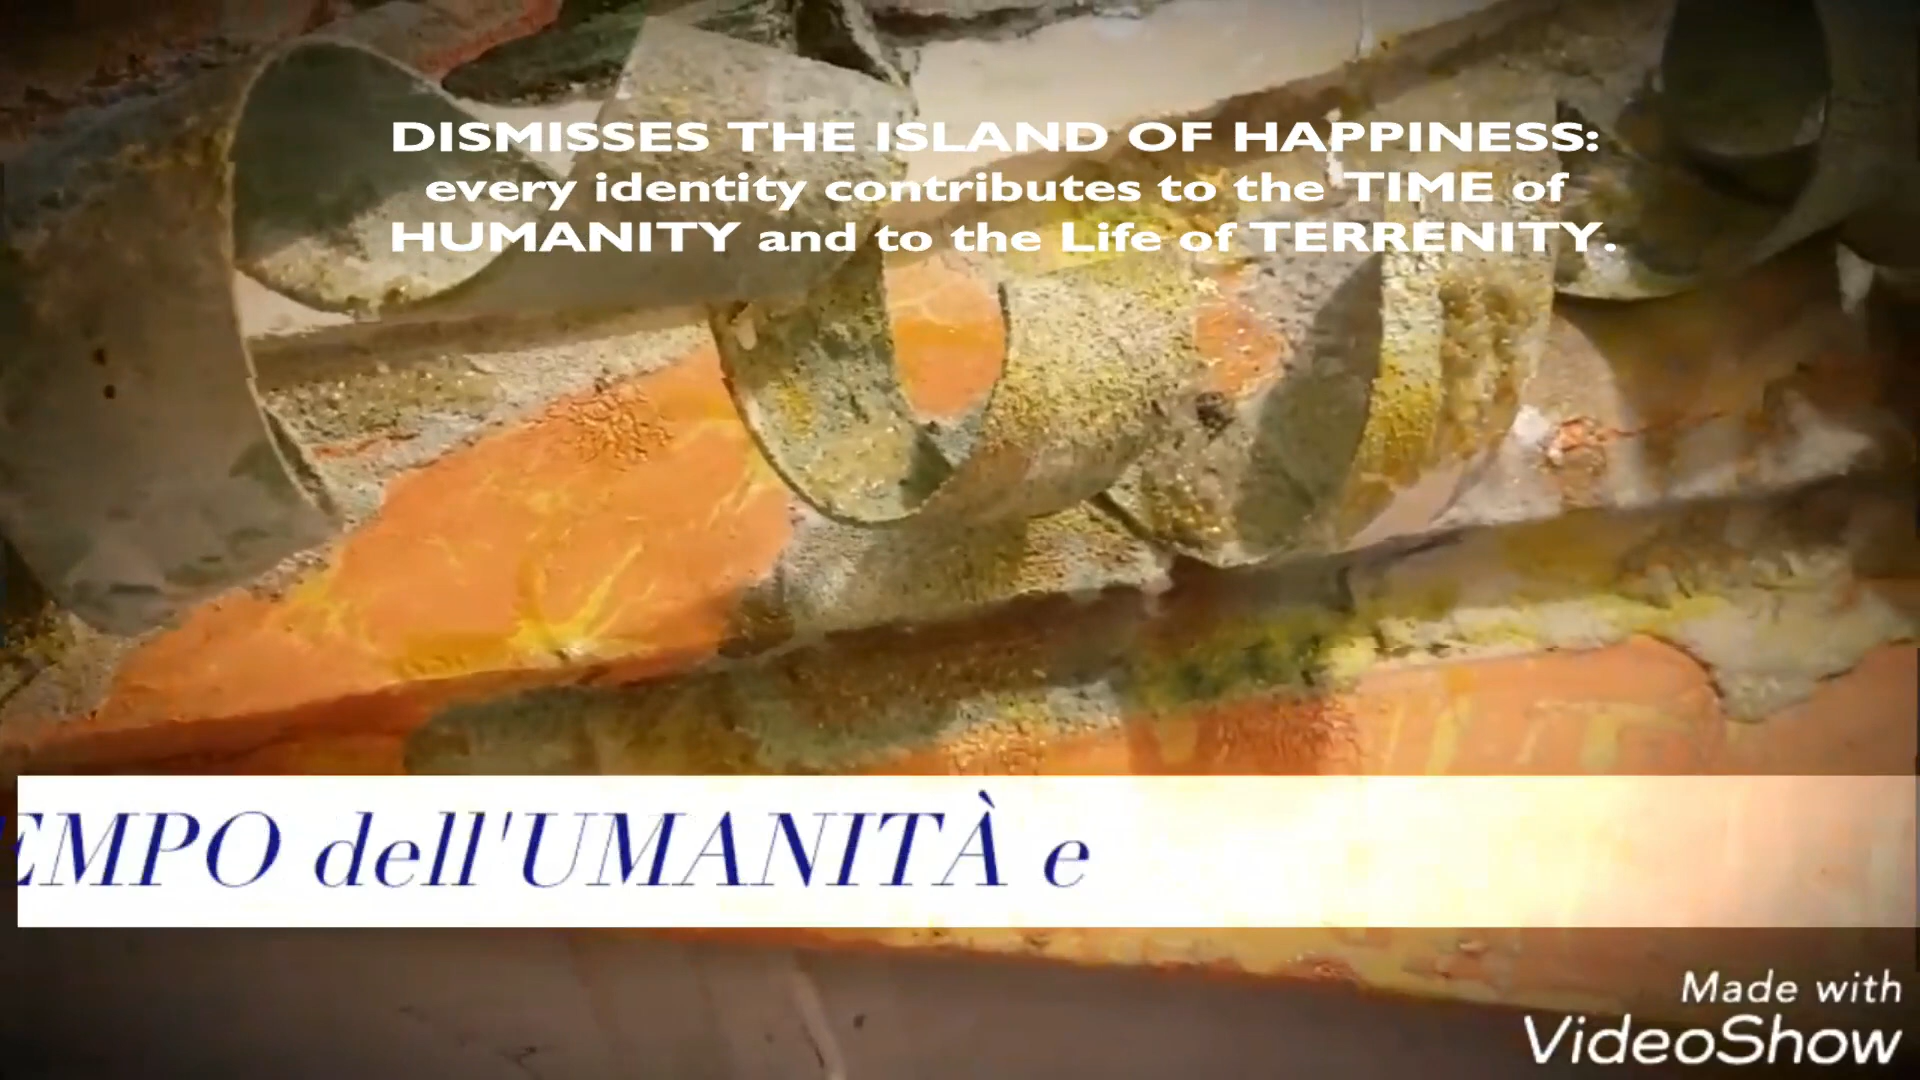 DISMISSES THE ISLAND OF HAPPINESS:
every identity contributes to the TIME of
HUMANITY and to the Life of TERRENITY.
EMPO dell'UMANITÀ e
Made with
VideoShow